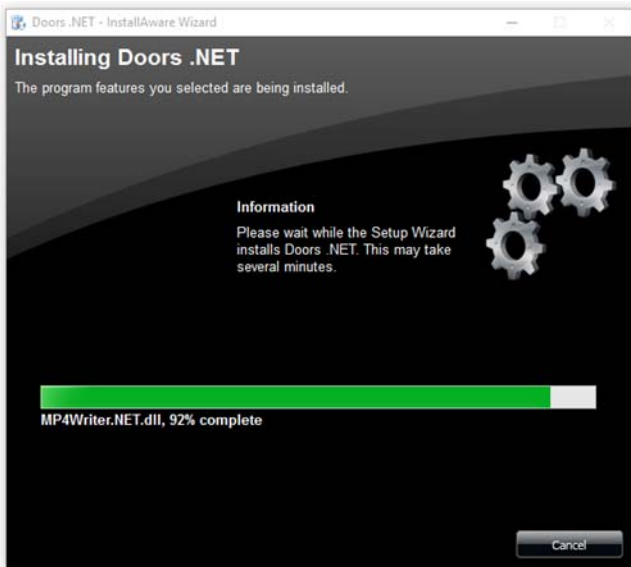 Doors .NET - InstallAware Wizard
Installing Doors .NET
The program features you selected are being installed.
Information
Please wait while the Setup Wizard
installs Doors .NET. This may take
several minutes.
MP4Writer.NET.dll, 92% complete
Cancel